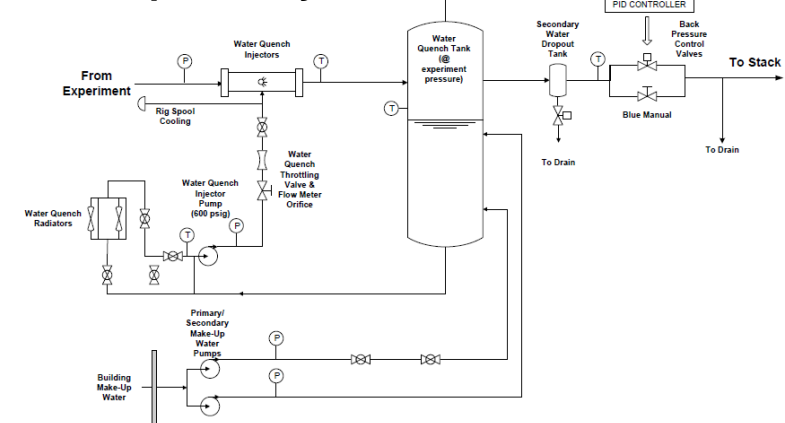 PID CONTROLLER
Secondary
Water
Dropout
Tank
Back
Pressure
Control
Valves
Water
Quench Tank
(@
experiment
pressure)
Water Quench
Injectors
P
T
T
To Stack
From
Experiment
T
Rig Spool
Cooling
Blue Manual
To Drain
To Drain
Water
Quench
Throttling
Valve &
Flow Meter
Orifice
Water Quench
Injector
Pump
(600 psig)
Water Quench
Radiators
T
P
Primary/
Secondary
Make-Up
Water
Pumps
P
P
Building
Make-Up
Water